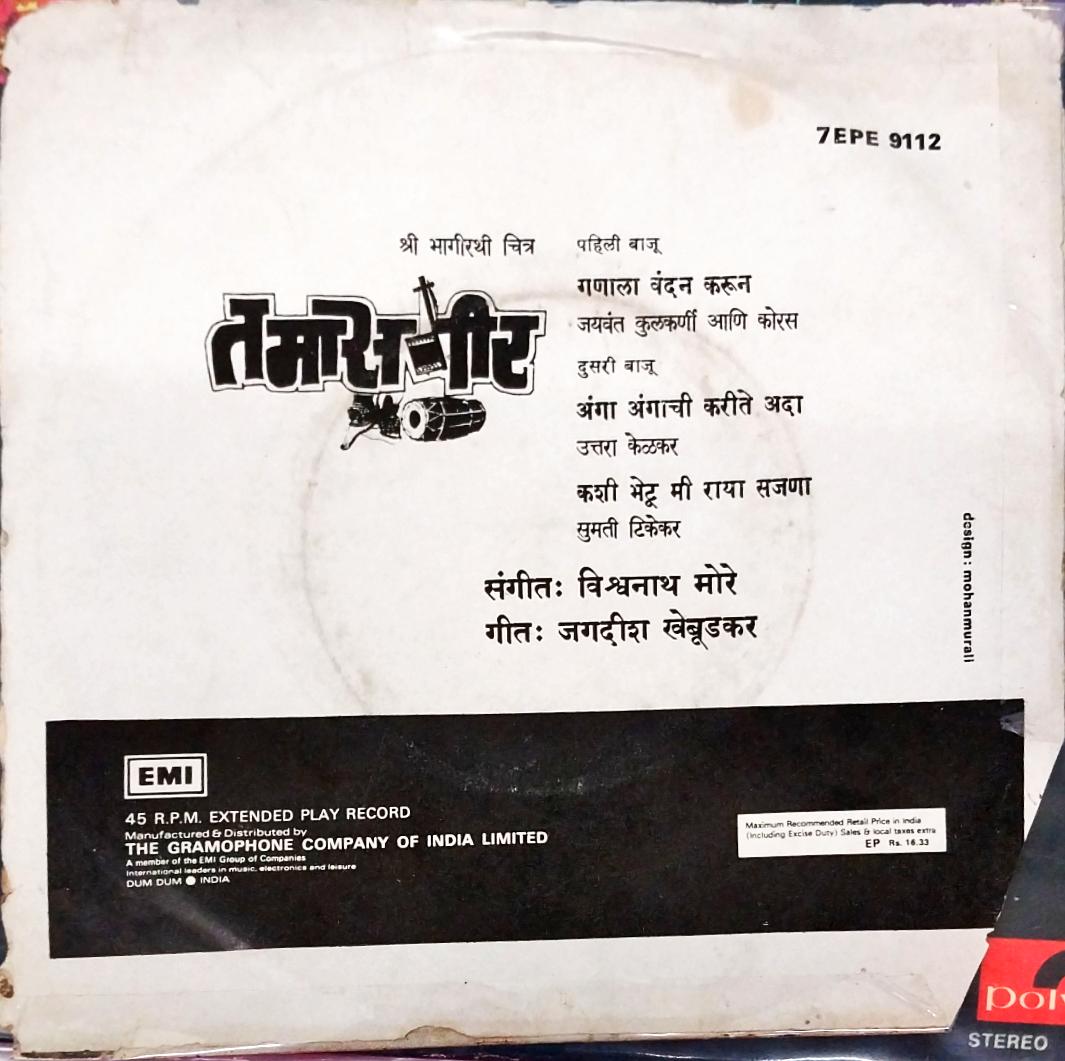 7EPE 9112
श्री भागीरथी चित्र
तमासगीर
पहिली बाजू
गणाला वंदन करून
जयवंत कुलकर्णी आणि कोरस
दुसरी बाजू
अंगा अंगाची करीते अदा
उत्तरा केळकर
कशी भेटू मी राया सजणा
सुमती टिकेकर
संगीतः विश्वनाथ मोरे
गीतः जगदीश खेबूडकर
design: mohanmurali
EMI
45 R.P.M. EXTENDED PLAY RECORD
Manufactured & Distributed by
THE GRAMOPHONE COMPANY OF INDIA LIMITED
A member of the EMI Group of Companies
International leaders in music, electronics and leisure
DUM DUM ● INDIA
Maximum Recommended Retail Price in India
(Including Excise Duty) Sales & local taxes extra
EP Rs. 16.33
STEREO